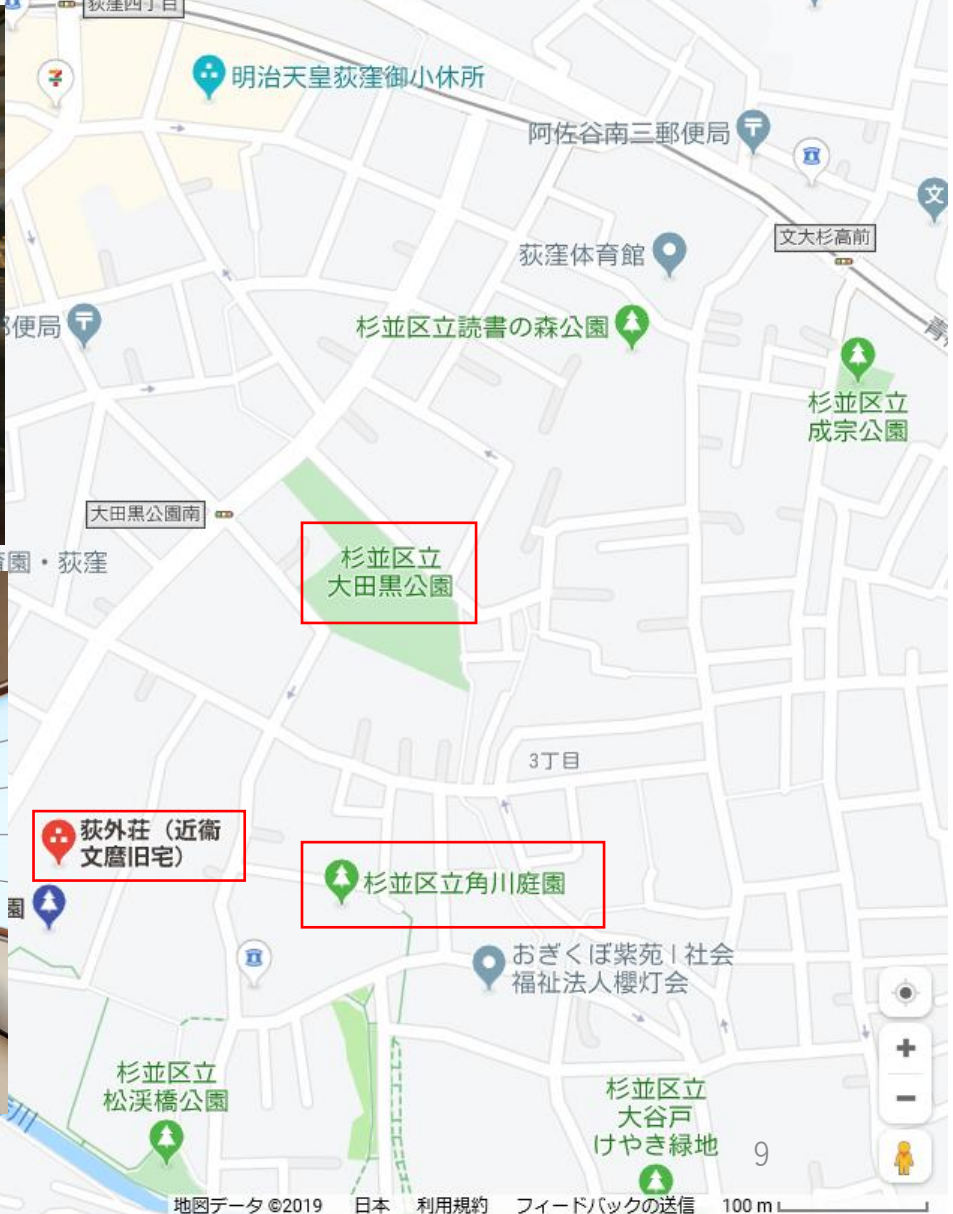 荻窪四丁目
明治天皇荻窪御小休所
阿佐谷南三郵便局
文
荻窪体育館
文大杉高前
郵便局
杉並区立読書の森公園
青
杉並区立
成宗公園
大田黒公園南
育園・荻窪
杉並区立
大田黒公園
3丁目
荻外荘（近衞
文麿旧宅）
園
杉並区立角川庭園
おぎくぼ紫苑 | 社会
福祉法人櫻灯会
杉並区立
松渓橋公園
川
杉並区立
大谷戸
けやき緑地
9
地図データ ©2019 日本 利用規約 フィードバックの送信 100 m